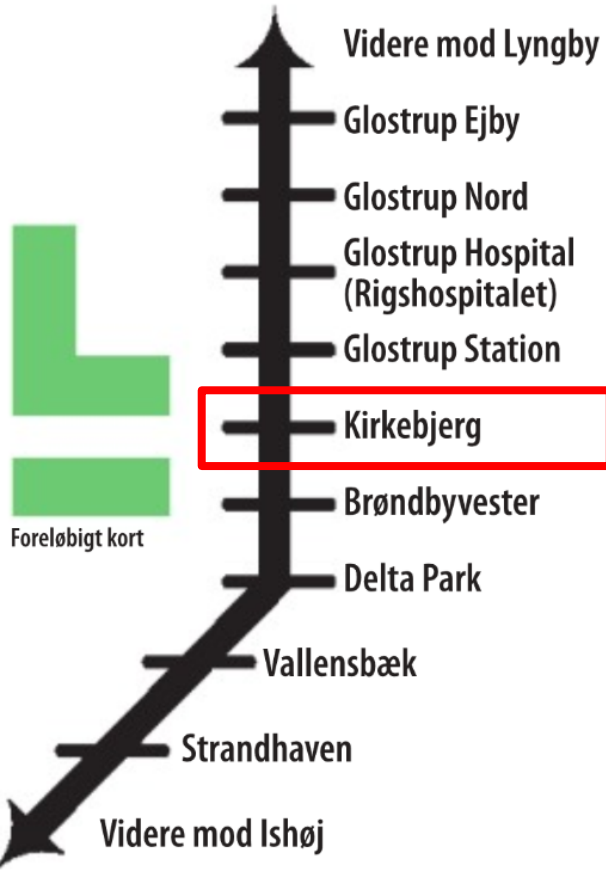 Videre mod Lyngby
Glostrup Ejby
Glostrup Nord
Glostrup Hospital
(Rigshospitalet)
Glostrup Station
Kirkebjerg
Brøndbyvester
Foreløbigt kort
Delta Park
Vallensbæk
Strandhaven
Videre mod Ishøj